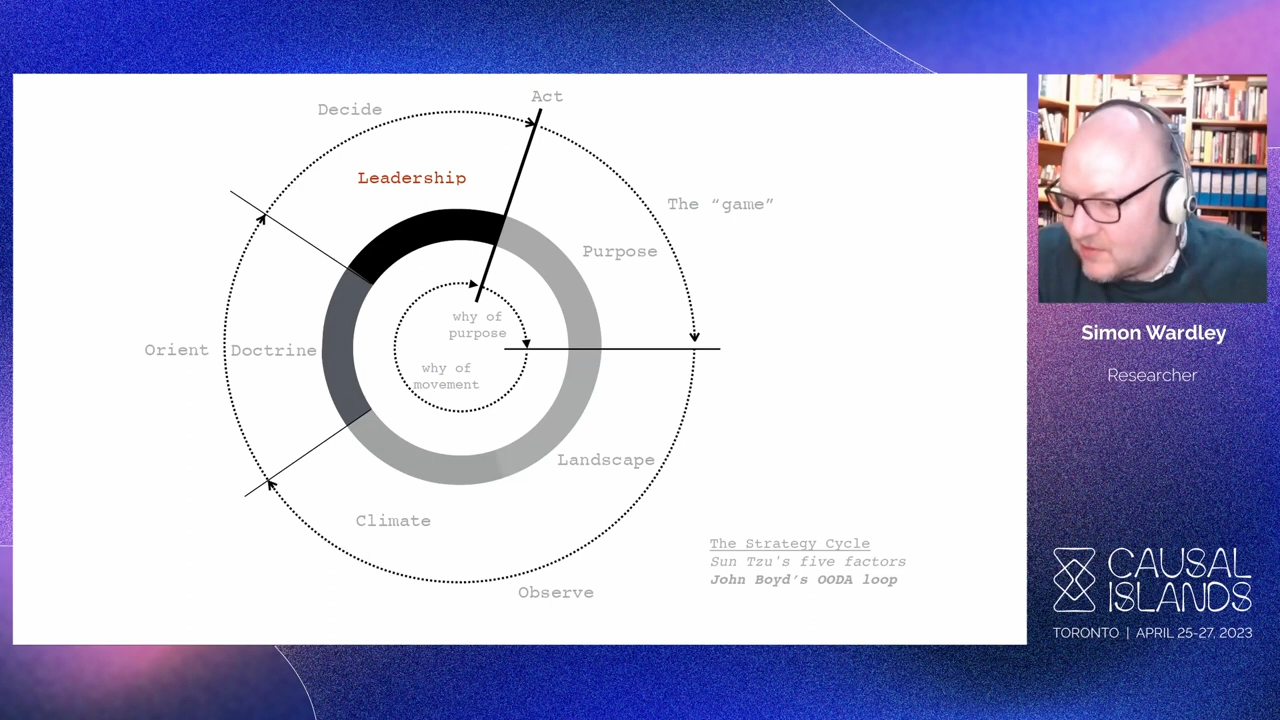 Decide
Act
Leadership
The “game”
Purpose
why of
purpose
Orient
Doctrine
why of
movement
Landscape
Climate
The Strategy Cycle
Sun Tzu's five factors
John Boyd’s OODA loop
Observe
Simon Wardley
Researcher
CAUSAL
ISLANDS
TORONTO | APRIL 25-27, 2023